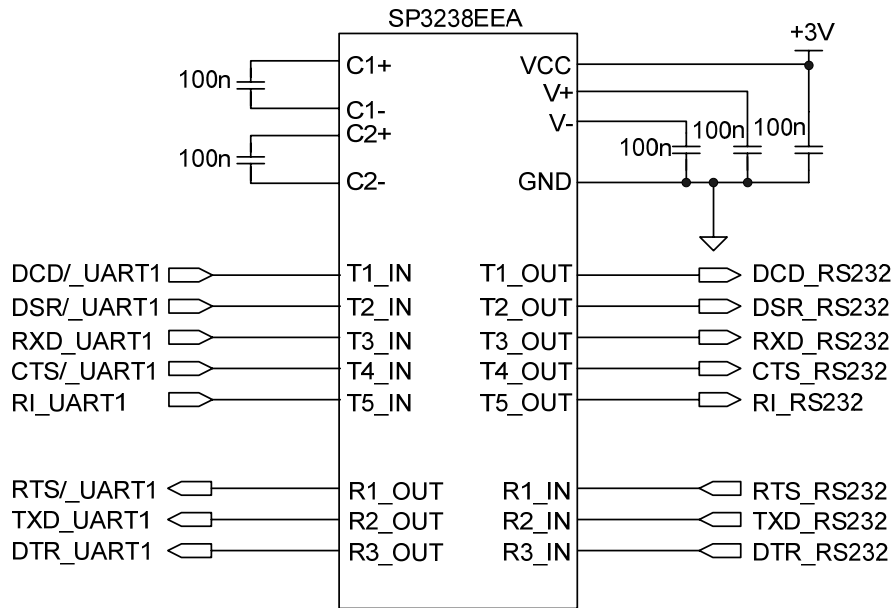 SP3238EEA
+3V
100n
C1+
C1-
C2+
100n
C2-
VCC
V+
V-
100n
100n
100n
GND
DCD/_UART1
T1_IN
T1_OUT
DCD_RS232
DSR/_UART1
T2_IN
T2_OUT
DSR_RS232
RXD_UART1
T3_IN
T3_OUT
RXD_RS232
CTS/_UART1
T4_IN
T4_OUT
CTS_RS232
RI_UART1
T5_IN
T5_OUT
RI_RS232
RTS/_UART1
R1_OUT
R1_IN
RTS_RS232
TXD_UART1
R2_OUT
R2_IN
TXD_RS232
DTR_UART1
R3_OUT
R3_IN
DTR_RS232